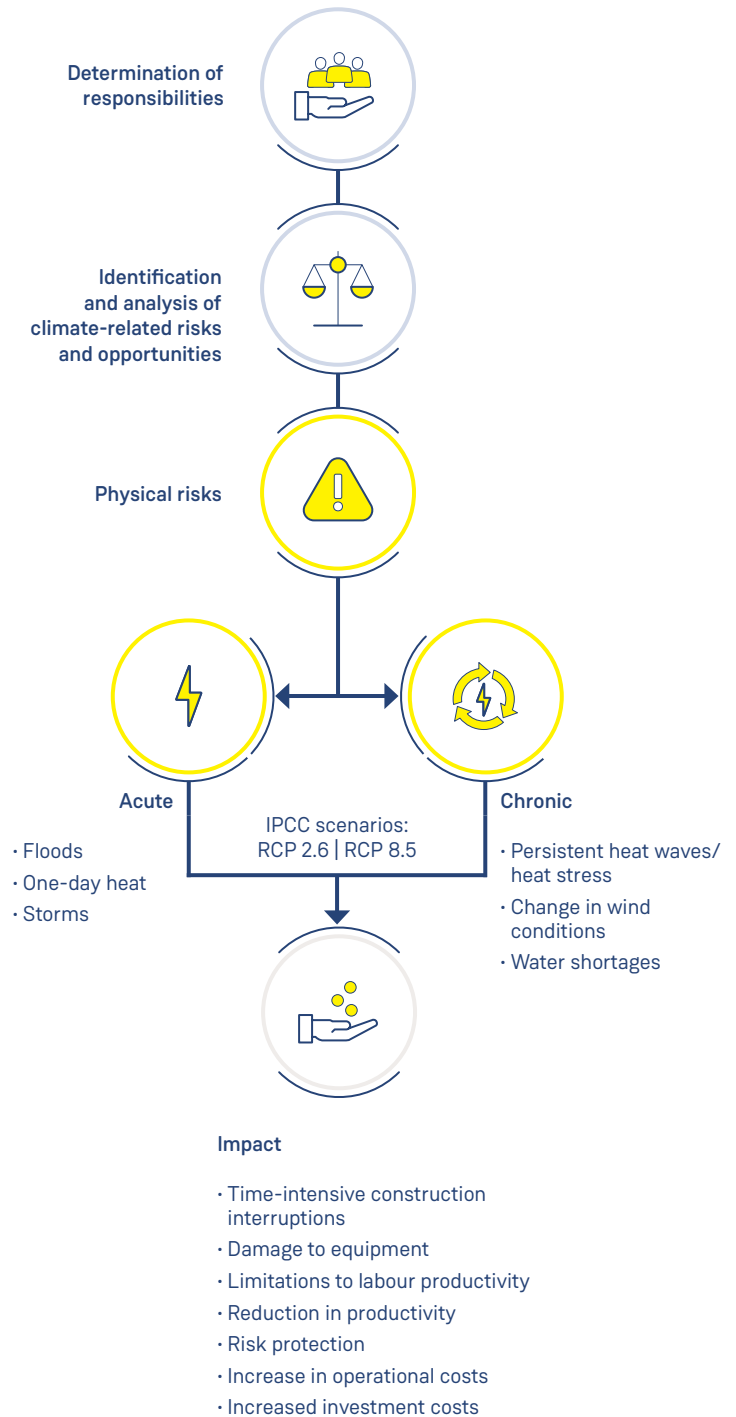 Determination of
responsibilities
Identification
and analysis of
climate-related risks
and opportunities
Physical risks
Acute
· Floods
· One-day heat
· Storms
IPCC scenarios:
RCP 2.6 | RCP 8.5
Chronic
· Persistent heat waves/
heat stress
· Change in wind
conditions
· Water shortages
Impact
· Time-intensive construction
interruptions
· Damage to equipment
· Limitations to labour productivity
· Reduction in productivity
· Risk protection
· Increase in operational costs
· Increased investment costs